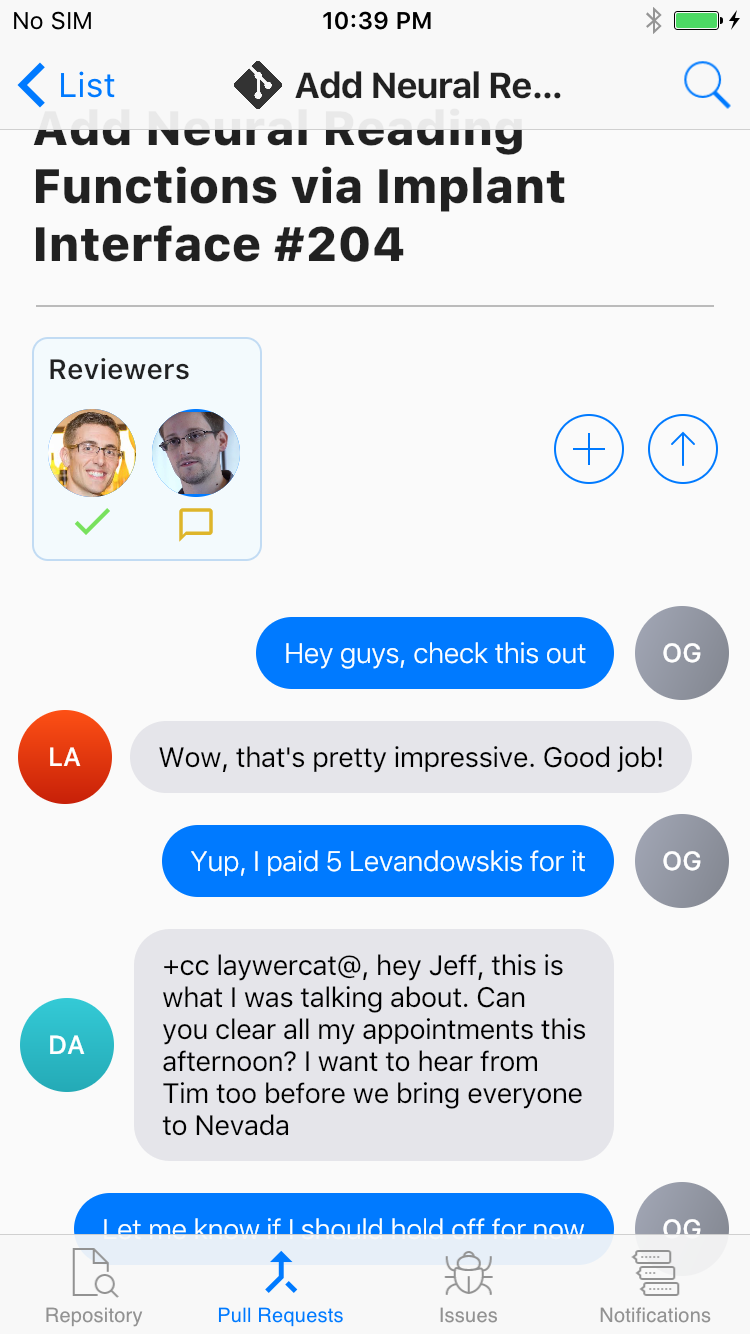 No SIM 10:39 PM
List Add Neural Re...
Add Neural Reading
Functions via Implant
Interface #204
Reviewers
Hey guys, check this out OG
LA Wow, that's pretty impressive. Good job!
Yup, I paid 5 Levandowskis for it OG
+cc laywercat@, hey Jeff, this is
what I was talking about. Can
you clear all my appointments this
DA
afternoon? I want to hear from
Tim too before we bring everyone
to Nevada
Let me know if I should hold off for now OG
Repository Pull Requests Issues Notifications